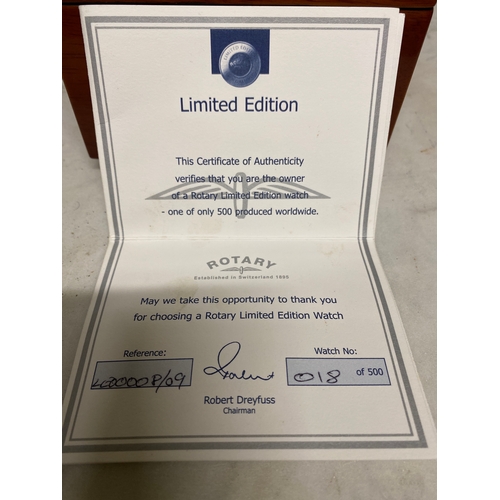 LIMITED EDITION
Limited Edition
This Certificate of Authenticity
verifies that you are the owner
of a Rotary Limited Edition watch
- one of only 500 produced worldwide.
ROTARY
Established in Switzerland 1895
May we take this opportunity to thank you
for choosing a Rotary Limited Edition Watch
Reference:
Watch No:
018 of 500
Robert Dreyfuss
Chairman